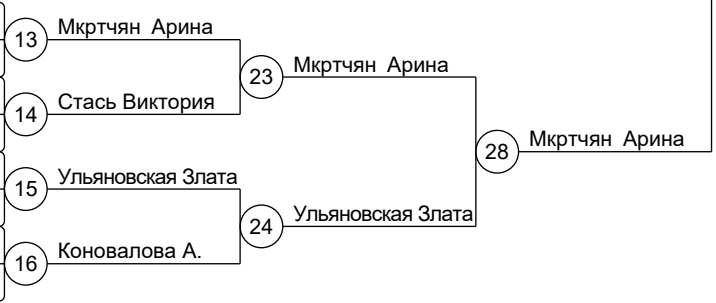 13
Мкртчян Арина
23
Мкртчян Арина
14
Стась Виктория
28
Мкртчян Арина
15
Ульяновская Злата
24
Ульяновская Злата
16
Коновалова А.